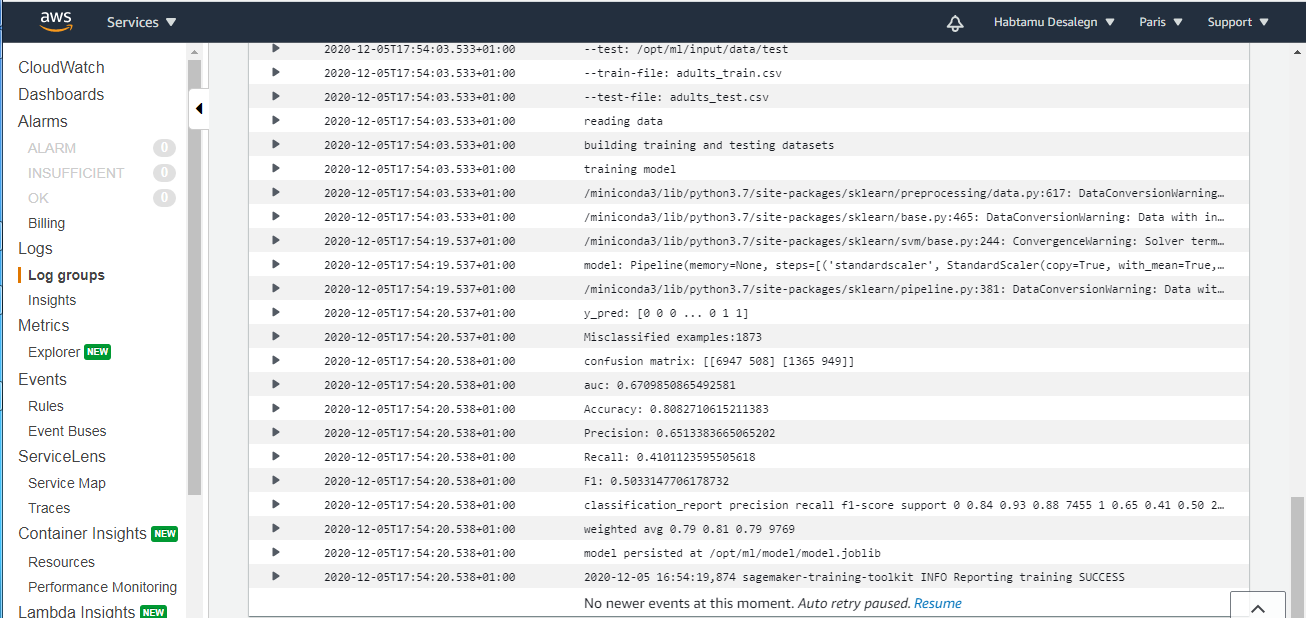 aws Services Habtamu Desalegn Paris Support
CloudWatch
Dashboards
Alarms
ALARM 0
INSUFFICIENT 0
OK 0
Billing
Logs
Log groups
Insights
Metrics
Explorer NEW
Events
Rules
Event Buses
ServiceLens
Service Map
Traces
Container Insights NEW
Resources
Performance Monitoring
Lambda Insights NEW
2020-12-05T17:54:03.533+01:00 --test: /opt/ml/input/data/test
2020-12-05T17:54:03.533+01:00 --train-file: adults_train.csv
2020-12-05T17:54:03.533+01:00 --test-file: adults_test.csv
2020-12-05T17:54:03.533+01:00 reading data
2020-12-05T17:54:03.533+01:00 building training and testing datasets
2020-12-05T17:54:03.533+01:00 training model
2020-12-05T17:54:03.533+01:00 /miniconda3/lib/python3.7/site-packages/sklearn/preprocessing/data.py:617: DataConversionWarning…
2020-12-05T17:54:03.533+01:00 /miniconda3/lib/python3.7/site-packages/sklearn/base.py:465: DataConversionWarning: Data with in…
2020-12-05T17:54:19.537+01:00 /miniconda3/lib/python3.7/site-packages/sklearn/svm/base.py:244: ConvergenceWarning: Solver term…
2020-12-05T17:54:19.537+01:00 model: Pipeline(memory=None, steps=[('standardscaler', StandardScaler(copy=True, with_mean=True,…
2020-12-05T17:54:19.537+01:00 /miniconda3/lib/python3.7/site-packages/sklearn/pipeline.py:381: DataConversionWarning: Data wit…
2020-12-05T17:54:20.537+01:00 y_pred: [0 0 0 ... 0 1 1]
2020-12-05T17:54:20.537+01:00 Misclassified examples:1873
2020-12-05T17:54:20.538+01:00 confusion matrix: [[6947 508] [1365 949]]
2020-12-05T17:54:20.538+01:00 auc: 0.6709850865492581
2020-12-05T17:54:20.538+01:00 Accuracy: 0.8082710615211383
2020-12-05T17:54:20.538+01:00 Precision: 0.6513383665065202
2020-12-05T17:54:20.538+01:00 Recall: 0.4101123595505618
2020-12-05T17:54:20.538+01:00 F1: 0.5033147706178732
2020-12-05T17:54:20.538+01:00 classification_report precision recall f1-score support 0 0.84 0.93 0.88 7455 1 0.65 0.41 0.50 2…
2020-12-05T17:54:20.538+01:00 weighted avg 0.79 0.81 0.79 9769
2020-12-05T17:54:20.538+01:00 model persisted at /opt/ml/model/model.joblib
2020-12-05T17:54:20.538+01:00 2020-12-05 16:54:19,874 sagemaker-training-toolkit INFO Reporting training SUCCESS
No newer events at this moment. Auto retry paused. Resume